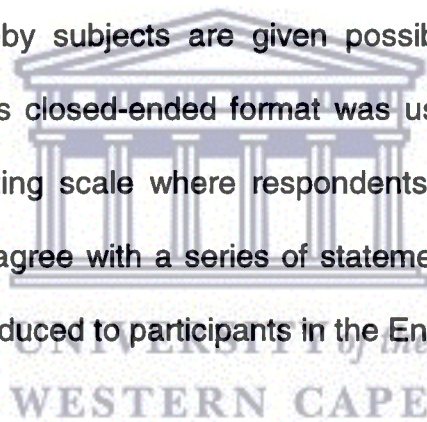 by subjects are given possib
s closed-ended format was us
ting scale where respondents
agree with a series of stateme
duced to participants in the En
UNIVERSITY of the
WESTERN CAPE